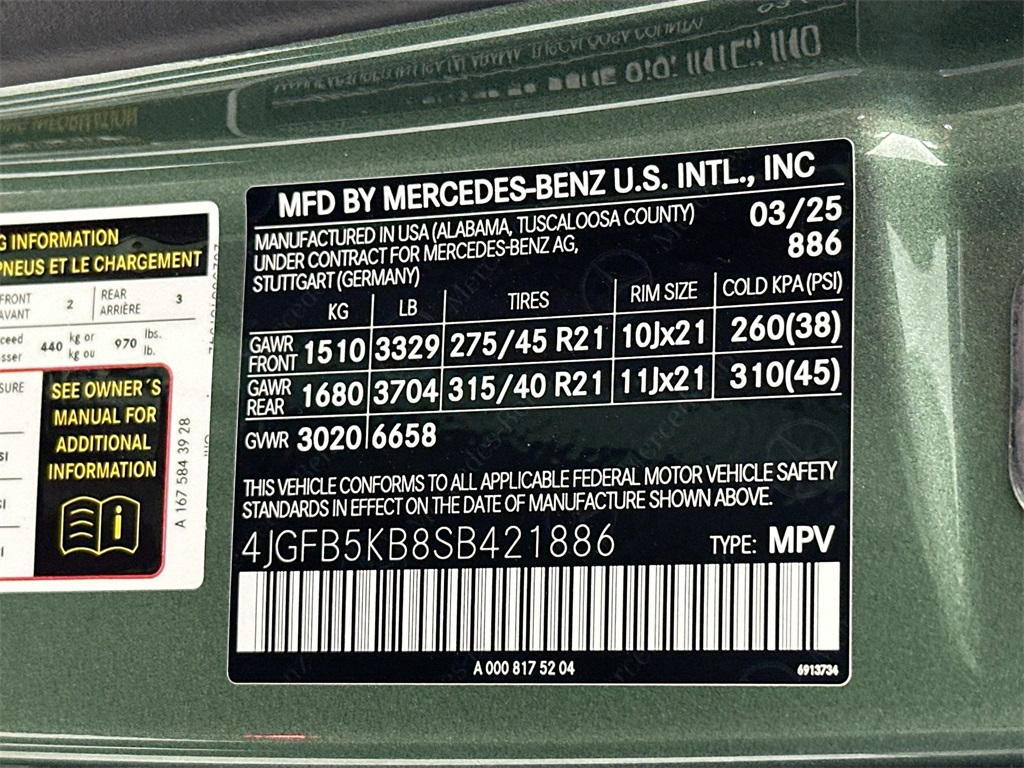 MFD BY MERCEDES-BENZ U.S. INTL., INC
MANUFACTURED IN USA (ALABAMA, TUSCALOOSA COUNTY)
UNDER CONTRACT FOR MERCEDES-BENZ AG,
STUTTGART (GERMANY)
03/25
886
KG LB TIRES RIM SIZE COLD KPA (PSI)
GAWR FRONT 1510 3329 275/45 R21 10Jx21 260(38)
GAWR REAR 1680 3704 315/40 R21 11Jx21 310(45)
GVWR 3020 6658
THIS VEHICLE CONFORMS TO ALL APPLICABLE FEDERAL MOTOR VEHICLE SAFETY
STANDARDS IN EFFECT ON THE DATE OF MANUFACTURE SHOWN ABOVE.
4JGFB5KB8SB421886 TYPE: MPV
A 000 817 52 04
6913734
G INFORMATION
PNEUS ET LE CHARGEMENT
FRONT 2 REAR 3
AVANT ARRIÈRE
440 kg or 970 lbs.
kg ou lb.
SEE OWNER´S
MANUAL FOR
ADDITIONAL
INFORMATION
A 167 584 39 28